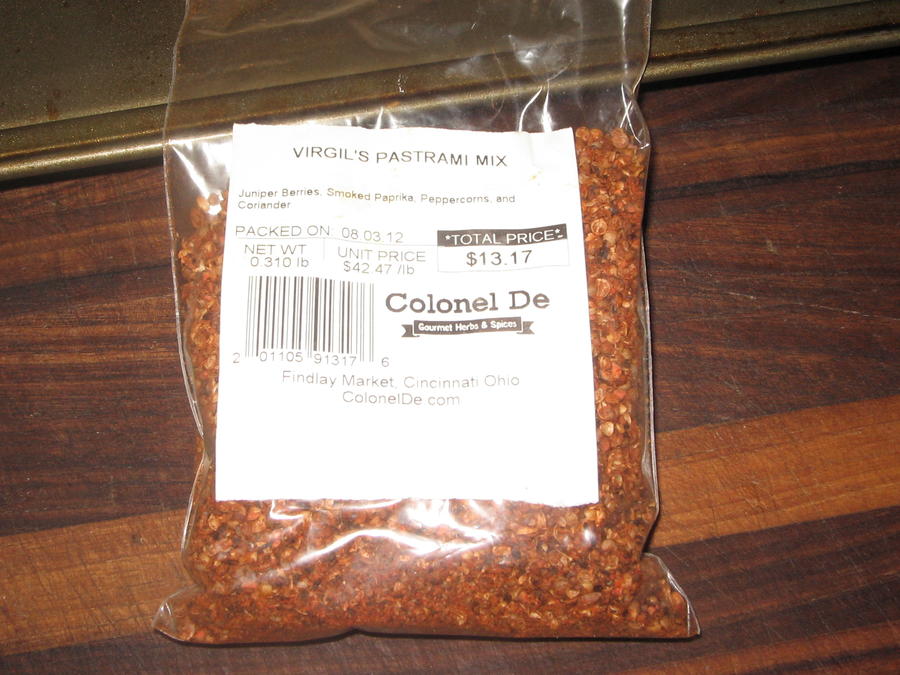 VIRGIL'S PASTRAMI MIX
Juniper Berries, Smoked Paprika, Peppercorns, and
Coriander
PACKED ON: 08.03.12
*TOTAL PRICE*
NET WT
0.310 lb
UNIT PRICE
$42.47 /lb
$13.17
Colonel De
Gourmet Herbs & Spices
2 01105 91317 6
Findlay Market, Cincinnati Ohio
ColonelDe.com